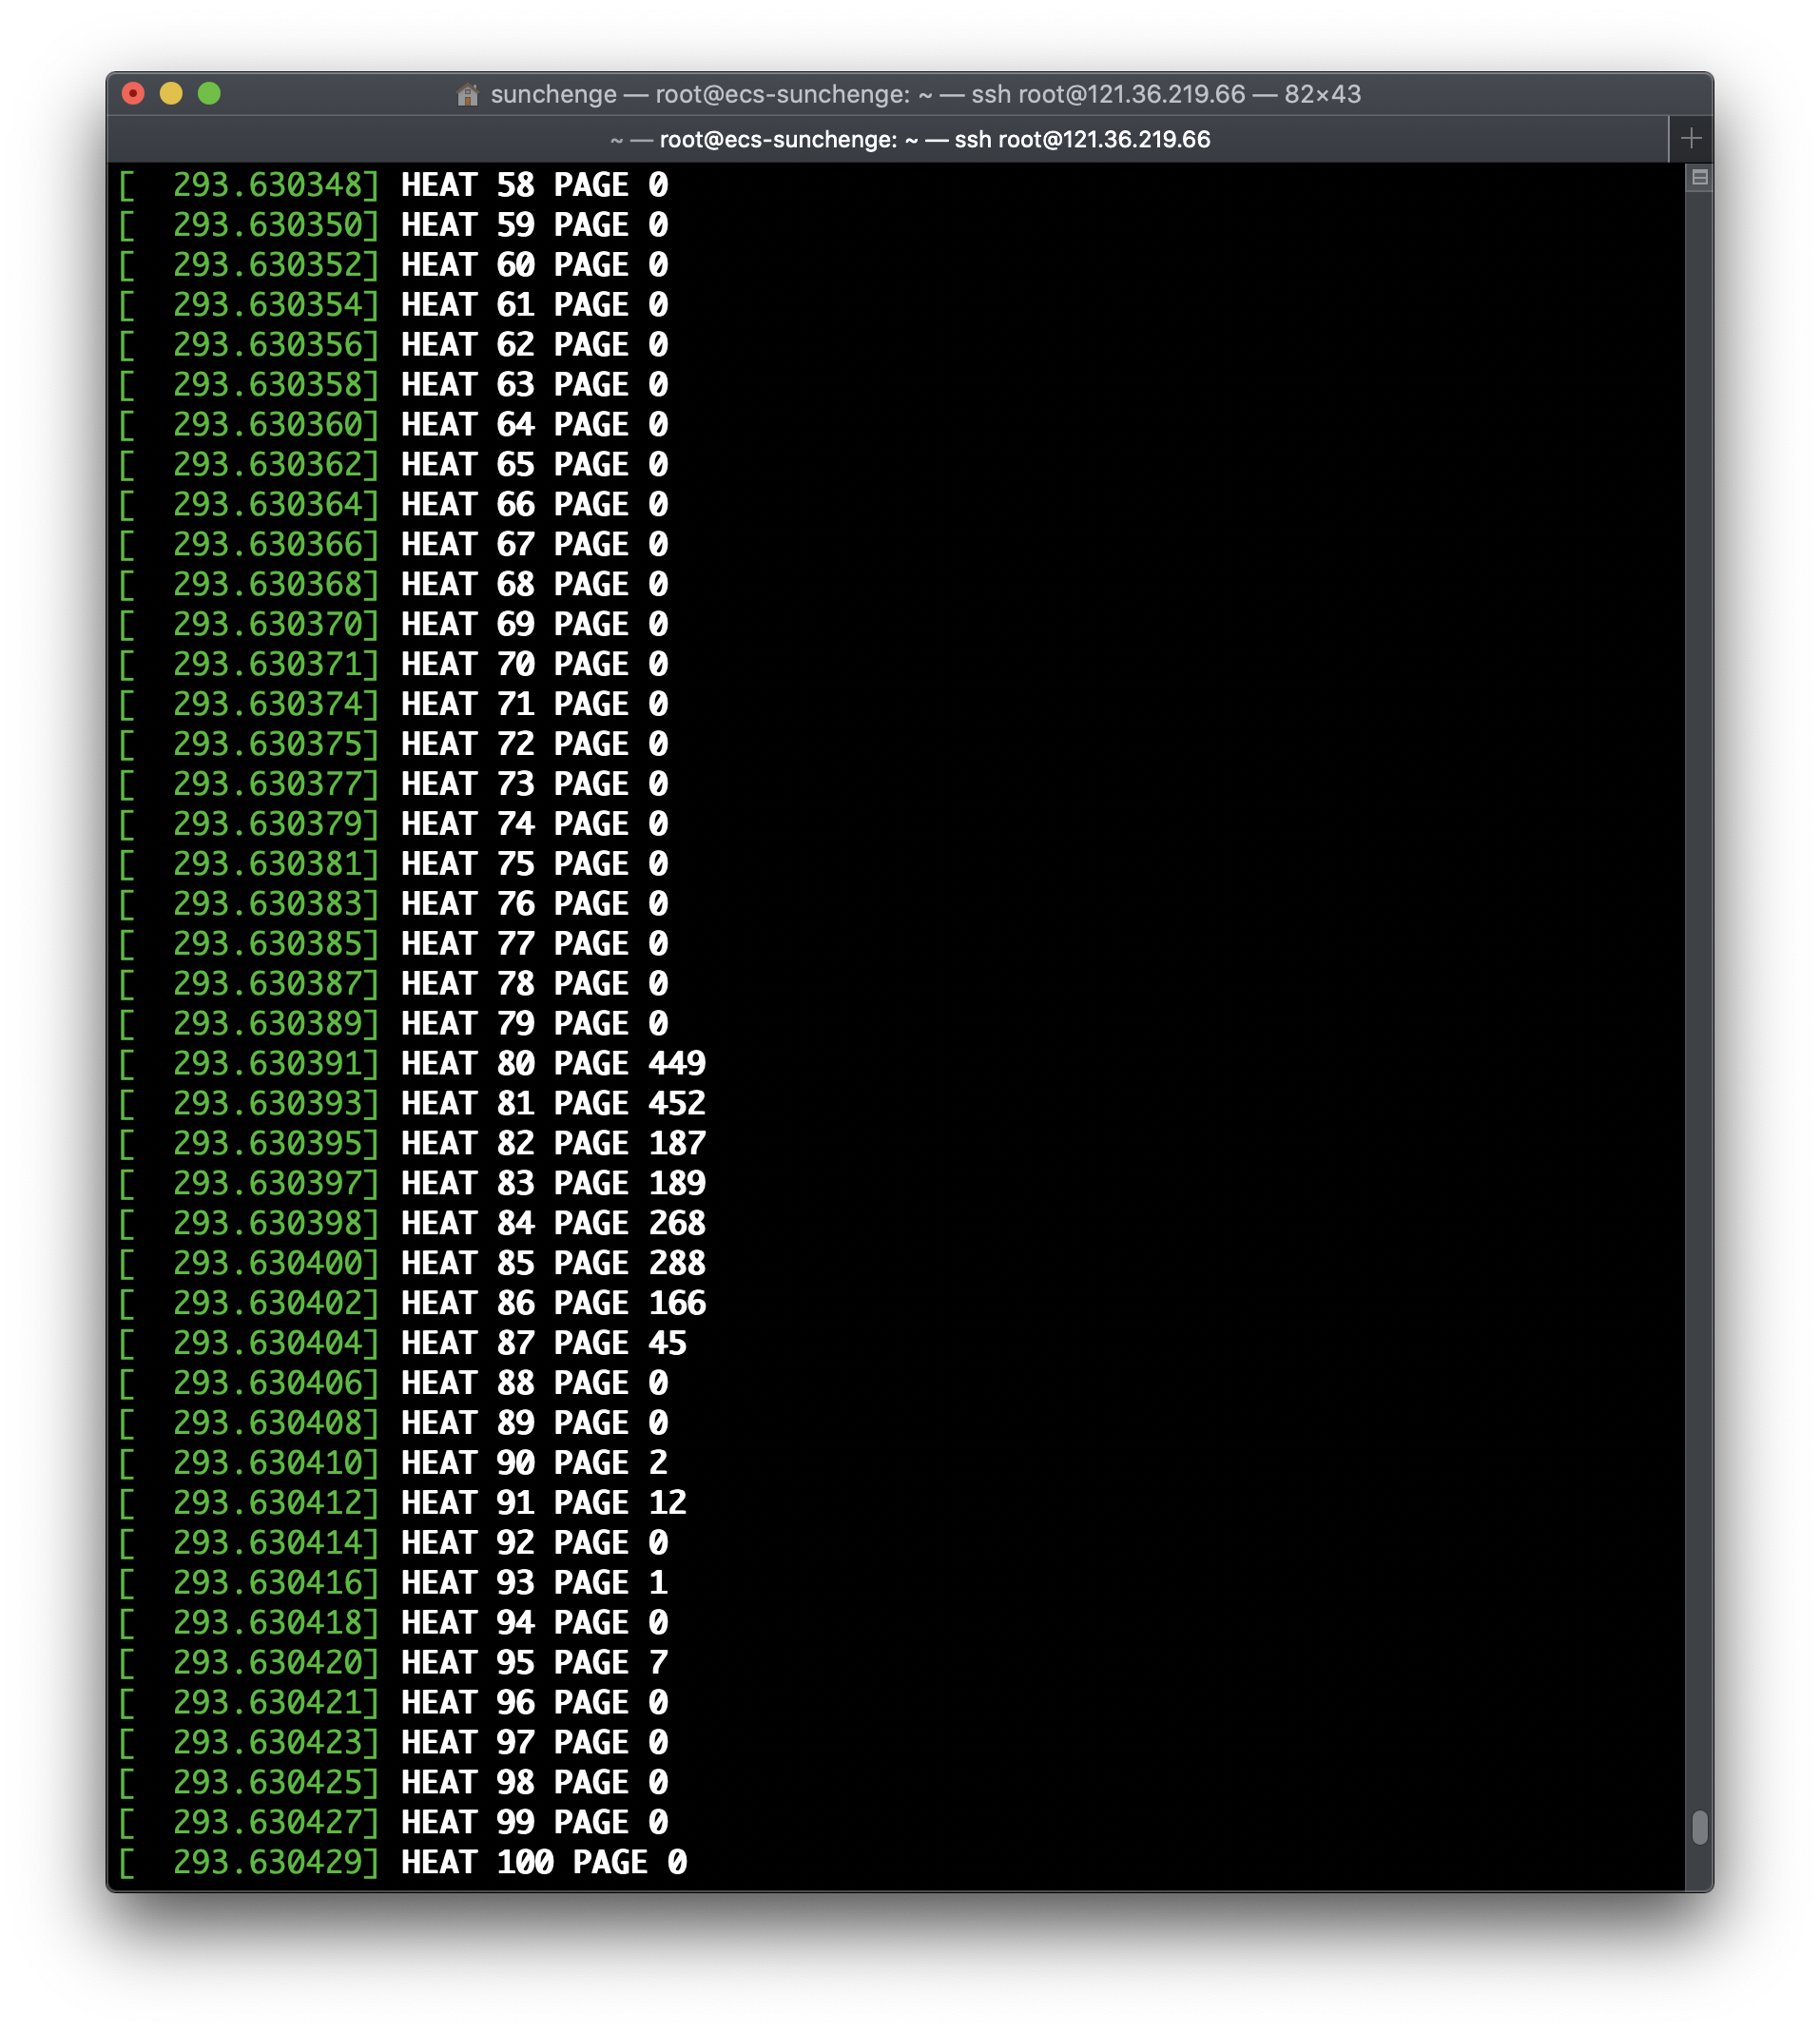 sunchenge — root@ecs-sunchenge: ~ — ssh root@121.36.219.66 — 82×43
~ — root@ecs-sunchenge: ~ — ssh root@121.36.219.66
[  293.630348] HEAT 58 PAGE 0
[  293.630350] HEAT 59 PAGE 0
[  293.630352] HEAT 60 PAGE 0
[  293.630354] HEAT 61 PAGE 0
[  293.630356] HEAT 62 PAGE 0
[  293.630358] HEAT 63 PAGE 0
[  293.630360] HEAT 64 PAGE 0
[  293.630362] HEAT 65 PAGE 0
[  293.630364] HEAT 66 PAGE 0
[  293.630366] HEAT 67 PAGE 0
[  293.630368] HEAT 68 PAGE 0
[  293.630370] HEAT 69 PAGE 0
[  293.630371] HEAT 70 PAGE 0
[  293.630374] HEAT 71 PAGE 0
[  293.630375] HEAT 72 PAGE 0
[  293.630377] HEAT 73 PAGE 0
[  293.630379] HEAT 74 PAGE 0
[  293.630381] HEAT 75 PAGE 0
[  293.630383] HEAT 76 PAGE 0
[  293.630385] HEAT 77 PAGE 0
[  293.630387] HEAT 78 PAGE 0
[  293.630389] HEAT 79 PAGE 0
[  293.630391] HEAT 80 PAGE 449
[  293.630393] HEAT 81 PAGE 452
[  293.630395] HEAT 82 PAGE 187
[  293.630397] HEAT 83 PAGE 189
[  293.630398] HEAT 84 PAGE 268
[  293.630400] HEAT 85 PAGE 288
[  293.630402] HEAT 86 PAGE 166
[  293.630404] HEAT 87 PAGE 45
[  293.630406] HEAT 88 PAGE 0
[  293.630408] HEAT 89 PAGE 0
[  293.630410] HEAT 90 PAGE 2
[  293.630412] HEAT 91 PAGE 12
[  293.630414] HEAT 92 PAGE 0
[  293.630416] HEAT 93 PAGE 1
[  293.630418] HEAT 94 PAGE 0
[  293.630420] HEAT 95 PAGE 7
[  293.630421] HEAT 96 PAGE 0
[  293.630423] HEAT 97 PAGE 0
[  293.630425] HEAT 98 PAGE 0
[  293.630427] HEAT 99 PAGE 0
[  293.630429] HEAT 100 PAGE 0